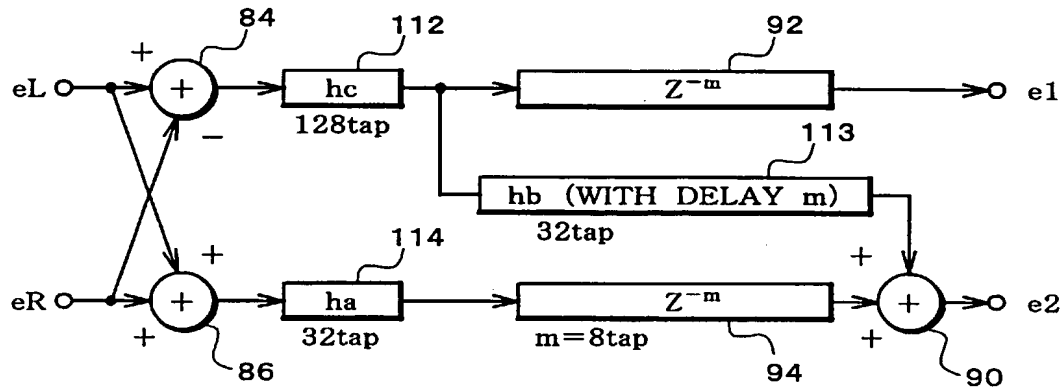 112
92
84
+
eL
+
hc
Z⁻ᵐ
e1
128tap
−
113
hb (WITH DELAY m)
32tap
114
+
+
eR
+
ha
Z⁻ᵐ
+
e2
+
32tap
m=8tap
+
86
94
90